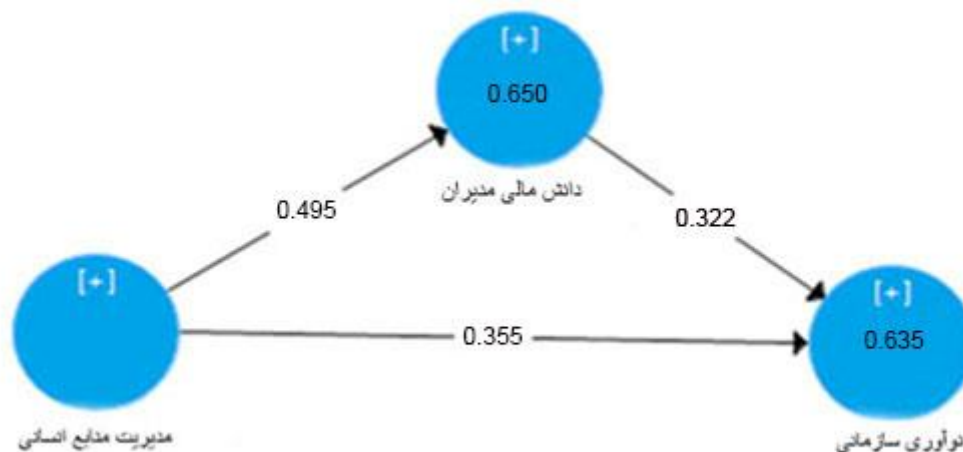 [+]
0.650
دانش مالی مدیران
0.495
0.322
[+]
0.355
[+]
0.635
مدیریت منابع انسانی
نوآوری سازمانی